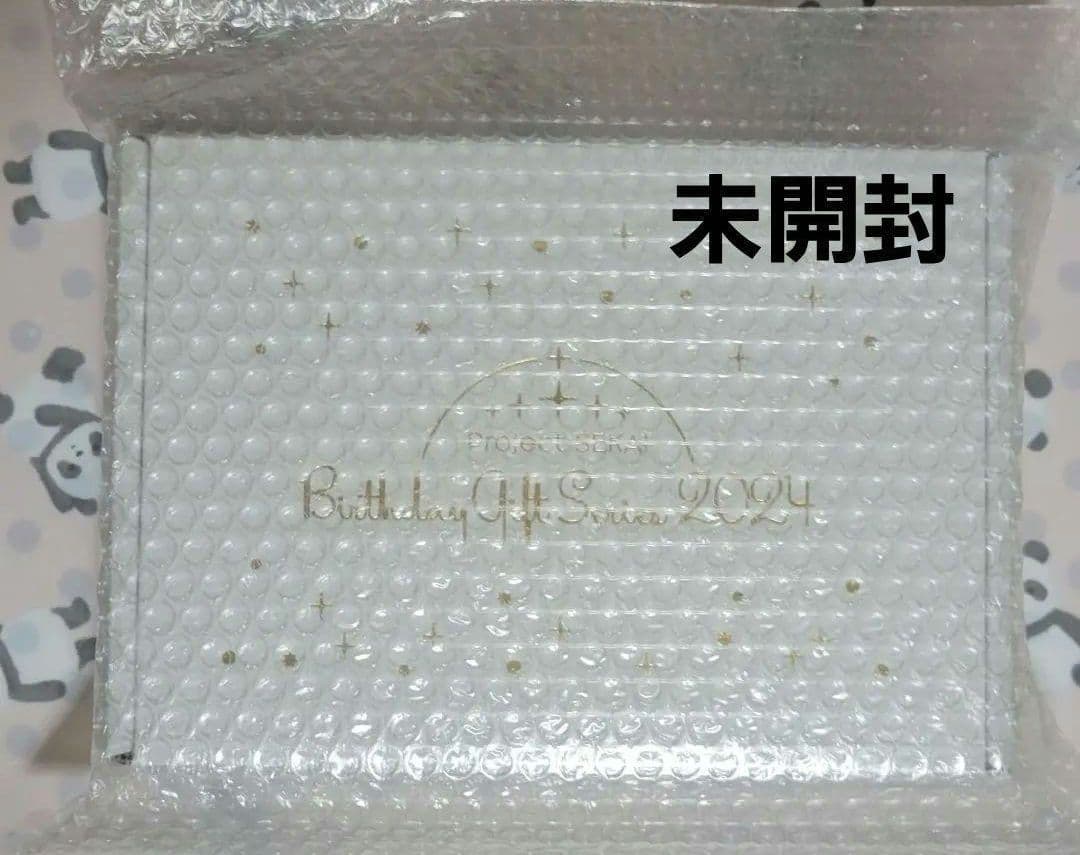 未開封
Project SEKAI
Birthday Gift Series 2024